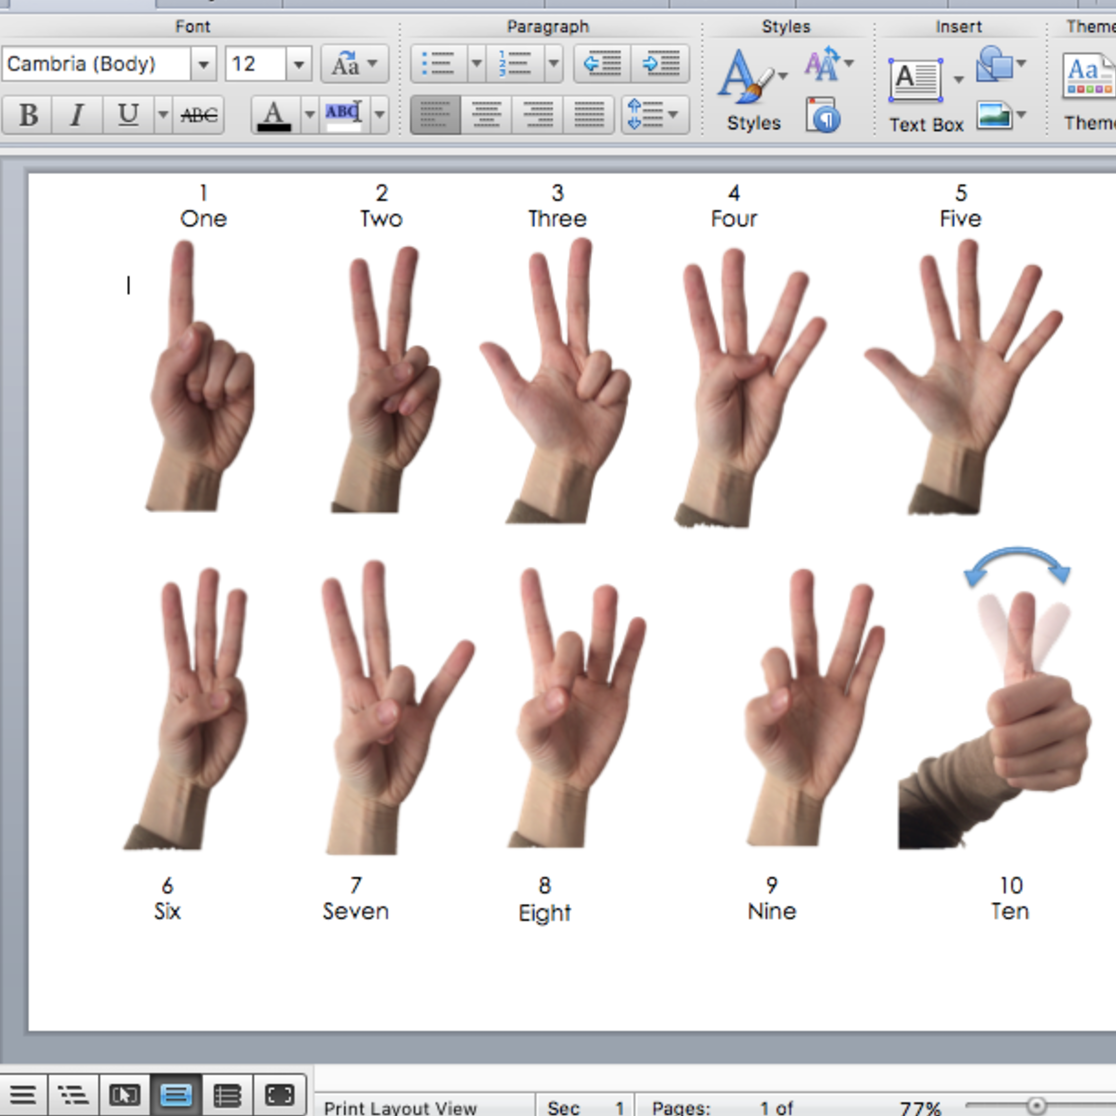 Font Paragraph Styles Insert Theme
Cambria (Body) 12 Aa
Aa
B I U ABC A ABC A Styles A Text Box Theme
1 2 3 4 5
One Two Three Four Five
6 7 8 9 10
Six Seven Eight Nine Ten
Print Layout View Sec 1 Pages: 1 of 77%